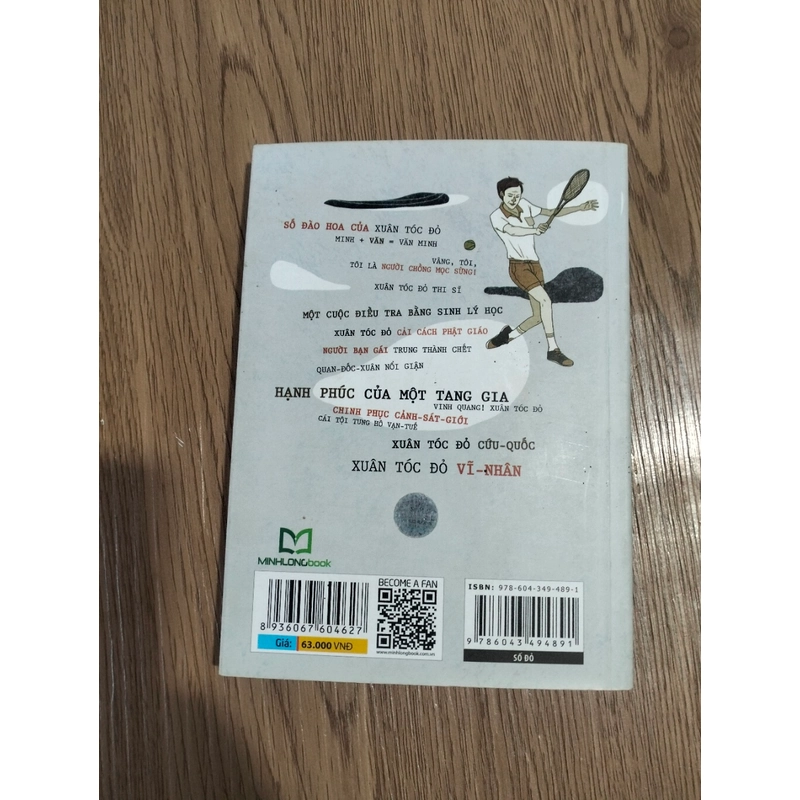 SỐ ĐÀO HOA CỦA XUÂN TÓC ĐỎ
MINH + VĂN = VĂN MINH
VÂNG, TÔI,
TÔI LÀ NGƯỜI CHỒNG MỌC SỪNG!
XUÂN TÓC ĐỎ THI SĨ
MỘT CUỘC ĐIỀU TRA BẰNG SINH LÝ HỌC
XUÂN TÓC ĐỎ CẢI CÁCH PHẬT GIÁO
NGƯỜI BẠN GÁI TRUNG THÀNH CHẾT
QUAN-ĐỐC-XUÂN NỔI GIẬN
HẠNH PHÚC CỦA MỘT TANG GIA
VINH QUANG! XUÂN TÓC ĐỎ
CHINH PHỤC CẢNH-SÁT-GIỚI
CÁI TỘI TUNG HÔ VẠN-TUẾ
XUÂN TÓC ĐỎ CỨU-QUỐC
XUÂN TÓC ĐỎ VĨ-NHÂN
MINHLONGbook
BECOME A FAN
www.minhlongbook.com.vn
8 936067 604627
Giá: 63.000 VNĐ
ISBN: 978-604-349-489-1
9 786043 494891
SỐ ĐỎ